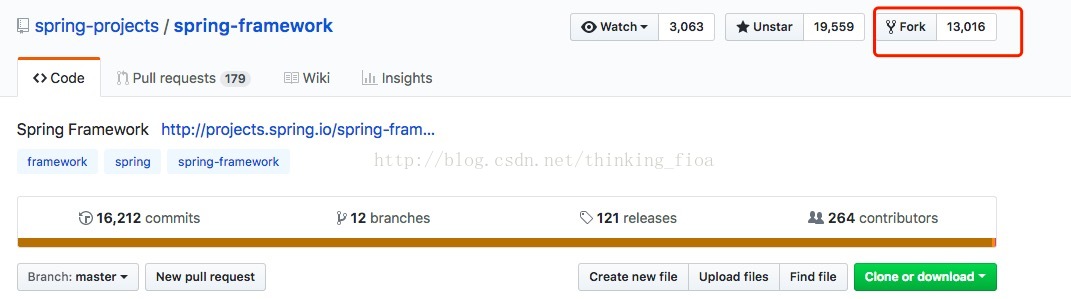 spring-projects / spring-framework Watch 3,063 Unstar 19,559 Fork 13,016
Code Pull requests 179 Wiki Insights
Spring Framework http://projects.spring.io/spring-fram...
framework spring spring-framework
http://blog.csdn.net/thinking_fioa
16,212 commits 12 branches 121 releases 264 contributors
Branch: master New pull request Create new file Upload files Find file Clone or download